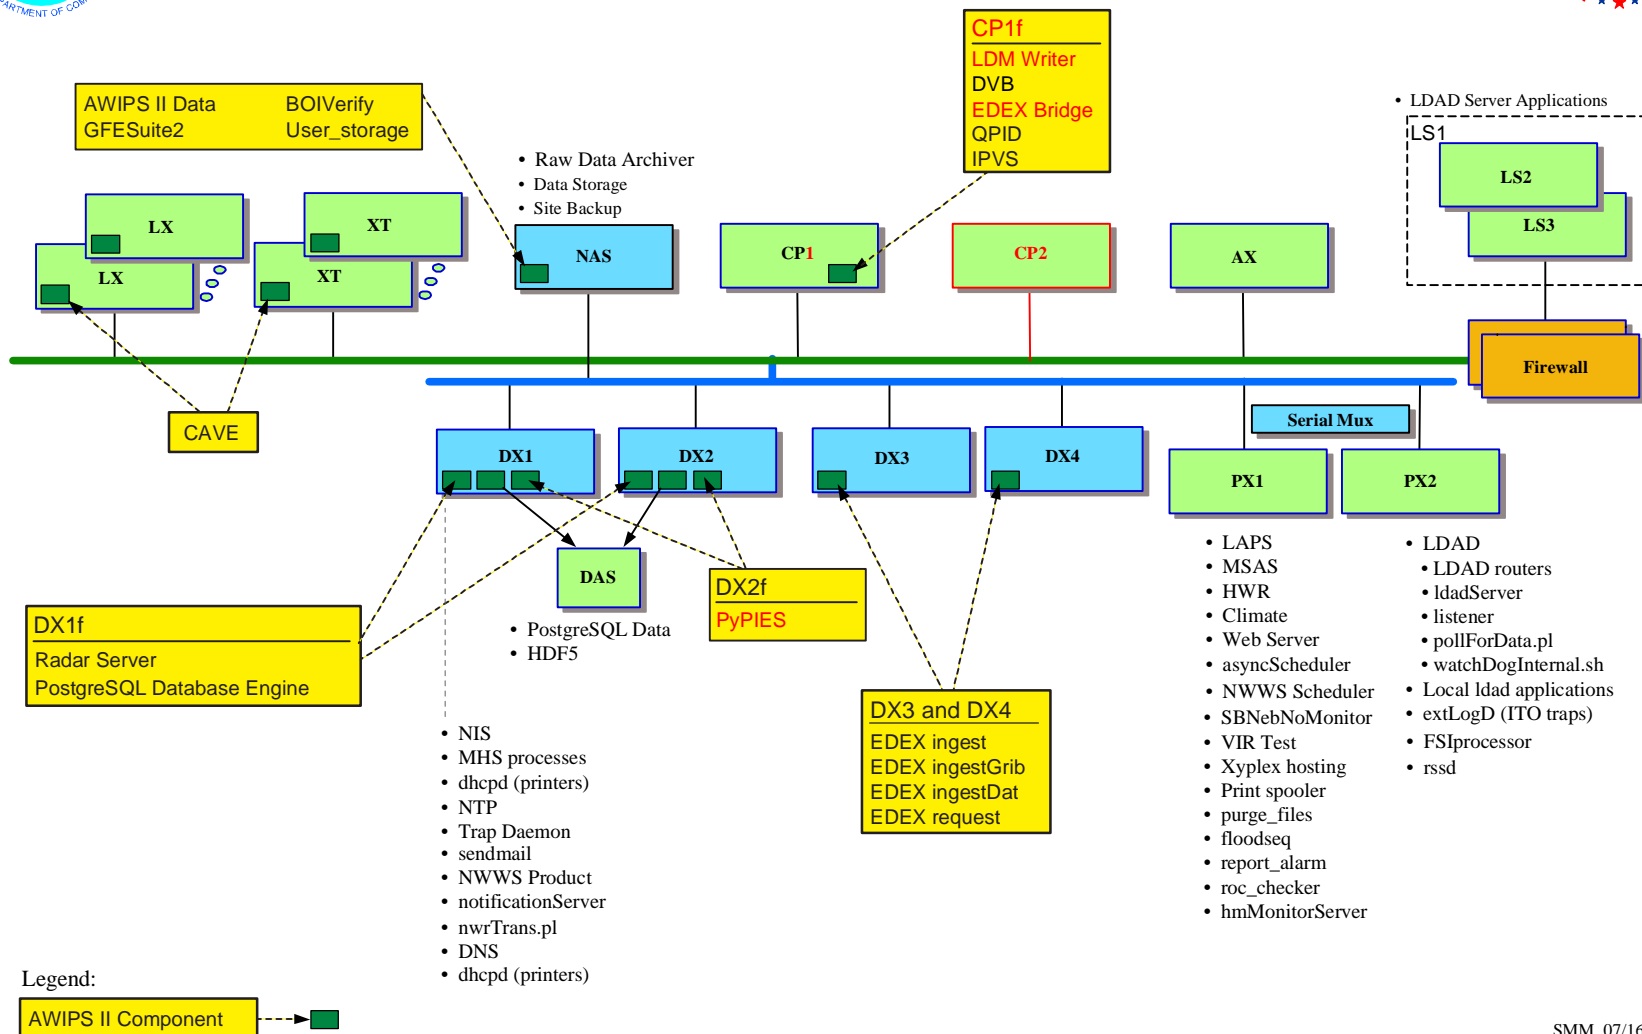 CP1f
LDM Writer
DVB
EDEX Bridge
QPID
IPVS
AWIPS II Data BOIVerify
GFESuite2 User_storage
• Raw Data Archiver
• Data Storage
• Site Backup
• LDAD Server Applications
LS1
LS2
LS3
LX
LX
XT
XT
NAS
CP1
CP2
AX
Firewall
CAVE
Serial Mux
DX1
DX2
DX3
DX4
PX1
PX2
DAS
• PostgreSQL Data
• HDF5
DX1f
Radar Server
PostgreSQL Database Engine
DX2f
PyPIES
DX3 and DX4
EDEX ingest
EDEX ingestGrib
EDEX ingestDat
EDEX request
• NIS
• MHS processes
• dhcpd (printers)
• NTP
• Trap Daemon
• sendmail
• NWWS Product
• notificationServer
• nwrTrans.pl
• DNS
• dhcpd (printers)
• LAPS
• MSAS
• HWR
• Climate
• Web Server
• asyncScheduler
• NWWS Scheduler
• SBNebNoMonitor
• VIR Test
• Xyplex hosting
• Print spooler
• purge_files
• floodseq
• report_alarm
• roc_checker
• hmMonitorServer
• LDAD
• LDAD routers
• ldadServer
• listener
• pollForData.pl
• watchDogInternal.sh
• Local ldad applications
• extLogD (ITO traps)
• FSIprocessor
• rssd
Legend:
AWIPS II Component
SMM 07/16